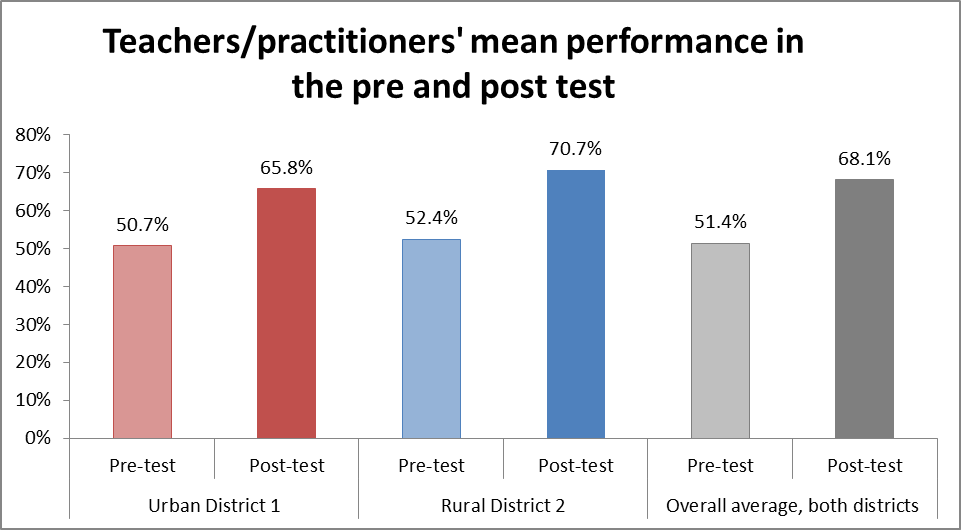 Teachers/practitioners' mean performance in
the pre and post test
80%
70%
60%
50%
40%
30%
20%
10%
0%
50.7%
65.8%
52.4%
70.7%
51.4%
68.1%
Pre-test
Post-test
Pre-test
Post-test
Pre-test
Post-test
Urban District 1
Rural District 2
Overall average, both districts